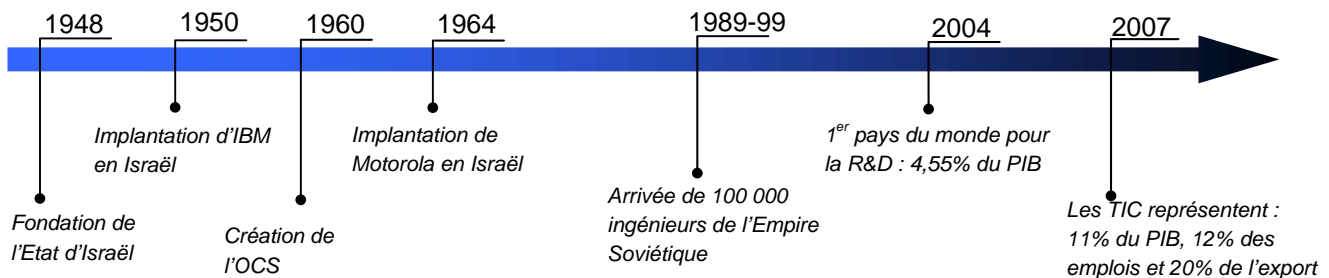 1948
1950
1960
1964
1989-99
2004
2007
Fondation de
l’Etat d’Israël
Implantation d’IBM
en Israël
Création de
l’OCS
Implantation de
Motorola en Israël
Arrivée de 100 000
ingénieurs de l’Empire
Soviétique
1er pays du monde pour
la R&D : 4,55% du PIB
Les TIC représentent :
11% du PIB, 12% des
emplois et 20% de l’export